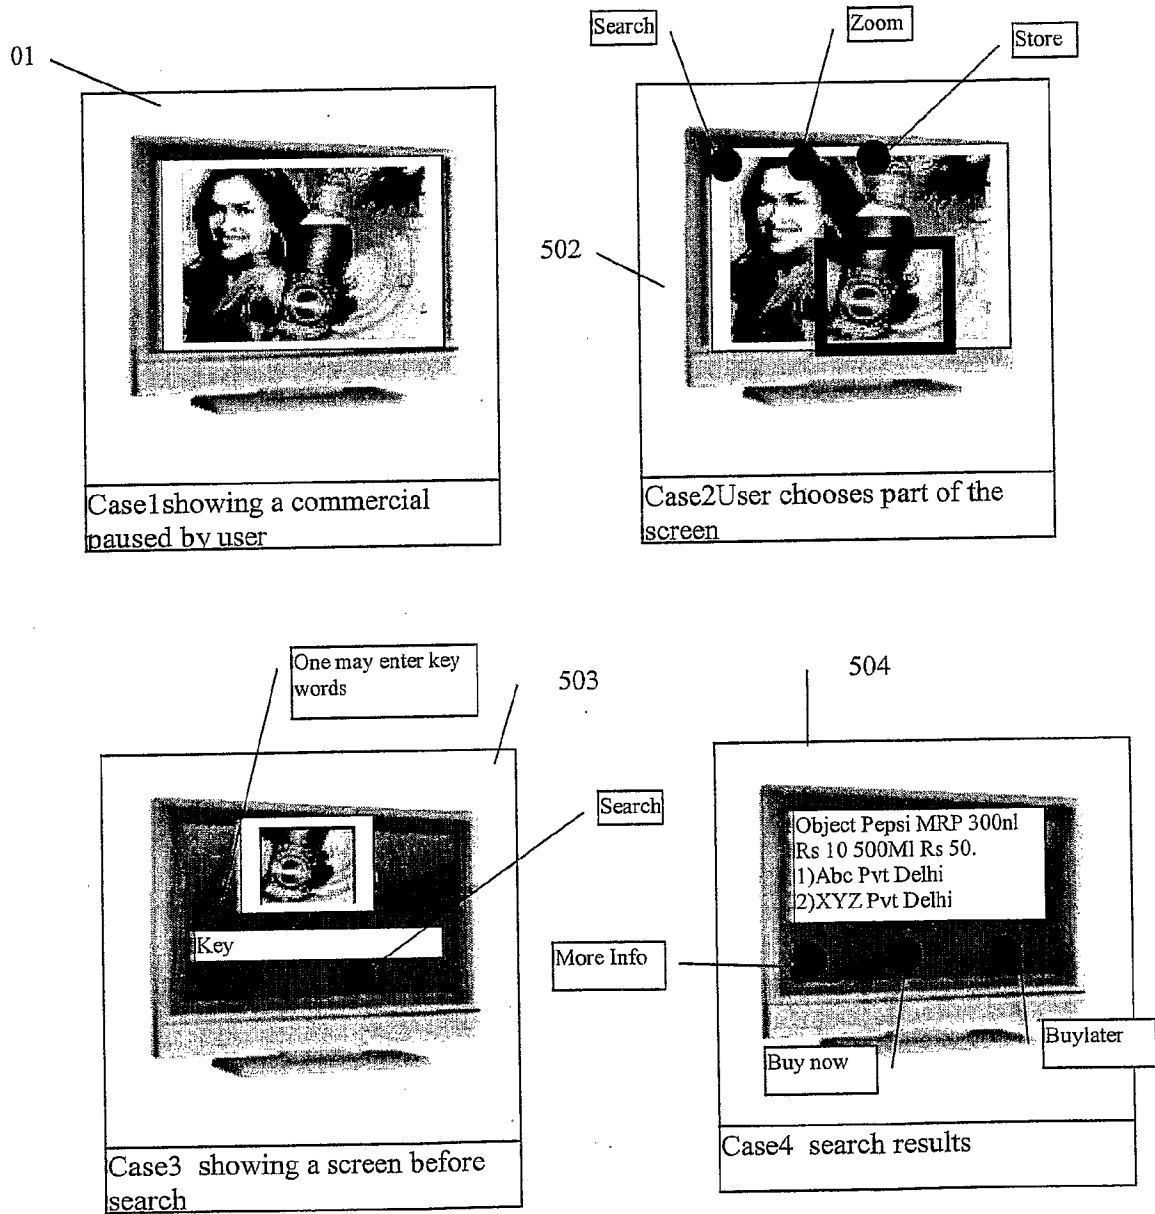 01
Search
Zoom
Store
502
Case1showing a commercial
paused by user
Case2User chooses part of the
screen
One may enter key
words
503
504
Search
Key
Object Pepsi MRP 300nl
Rs 10 500Ml Rs 50.
1)Abc Pvt Delhi
2)XYZ Pvt Delhi
More Info
Buy now
Buylater
Case3 showing a screen before
search
Case4 search results